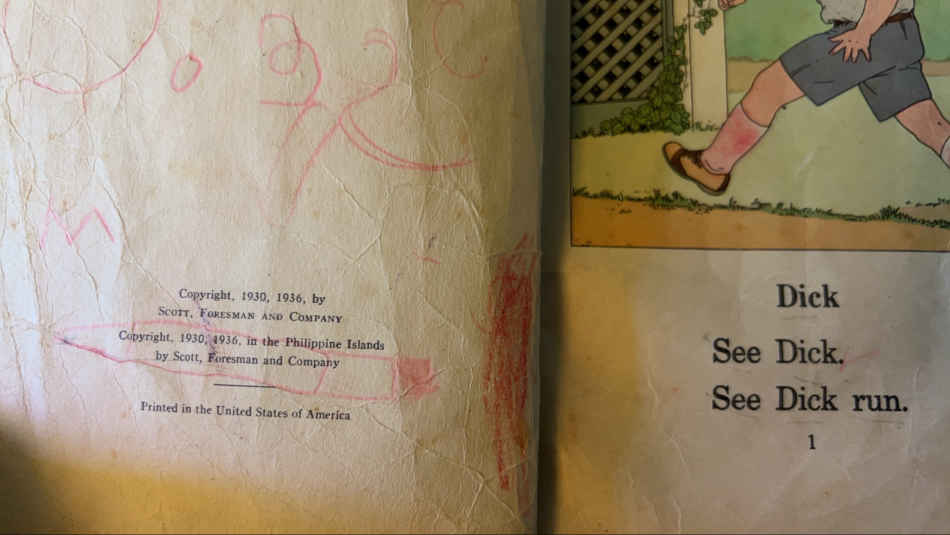 Copyright, 1930, 1936, by
SCOTT, FORESMAN AND COMPANY
Copyright, 1930, 1936, in the Philippine Islands
by Scott, Foresman and Company
Printed in the United States of America
Dick
See Dick.
See Dick run.
1